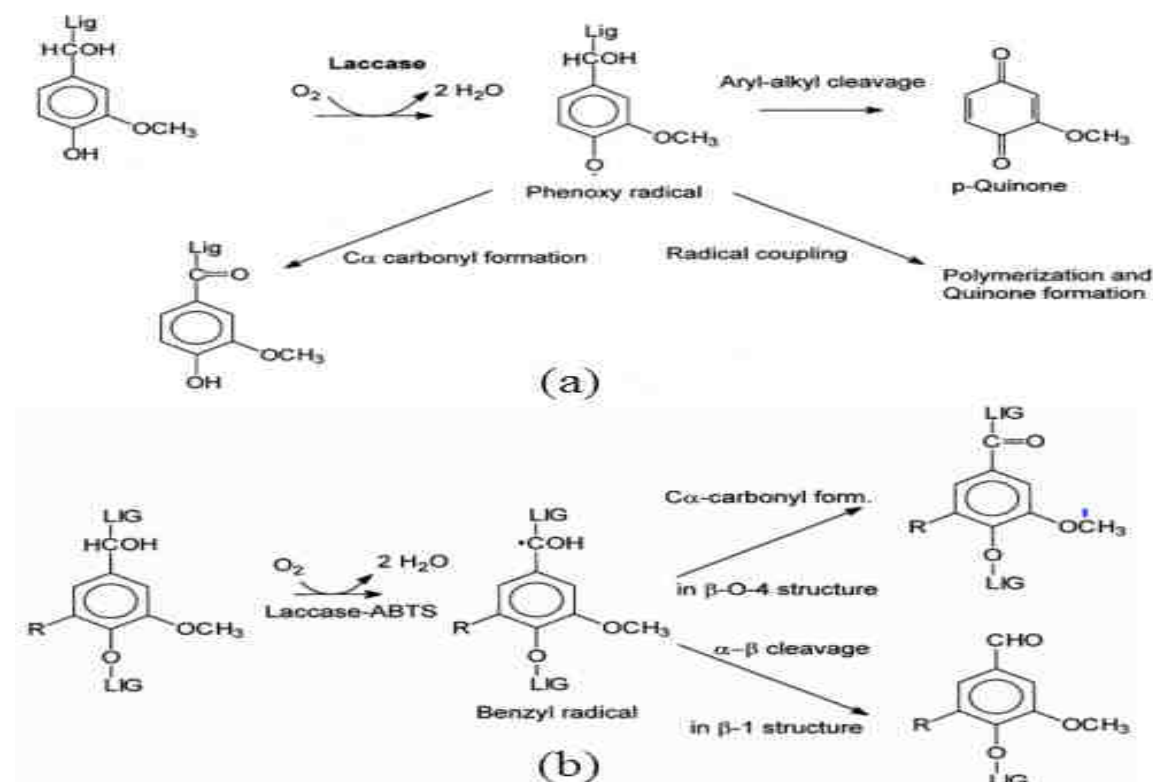 Lig
HCOH
OCH3
OH
Laccase
O2
2 H2O
Lig
HCOH
OCH3
O
Phenoxy radical
Aryl-alkyl cleavage
O
OCH3
O
p-Quinone
Cα carbonyl formation
Radical coupling
Polymerization and
Quinone formation
Lig
C=O
OCH3
OH
(a)
LIG
HCOH
R
OCH3
O
LIG
O2
2 H2O
Laccase-ABTS
LIG
•COH
R
OCH3
O
LIG
Benzyl radical
Cα-carbonyl form.
in β-O-4 structure
α-β cleavage
in β-1 structure
LIG
C=O
R
OCH3
O
LIG
CHO
R
OCH3
O
LIG
(b)